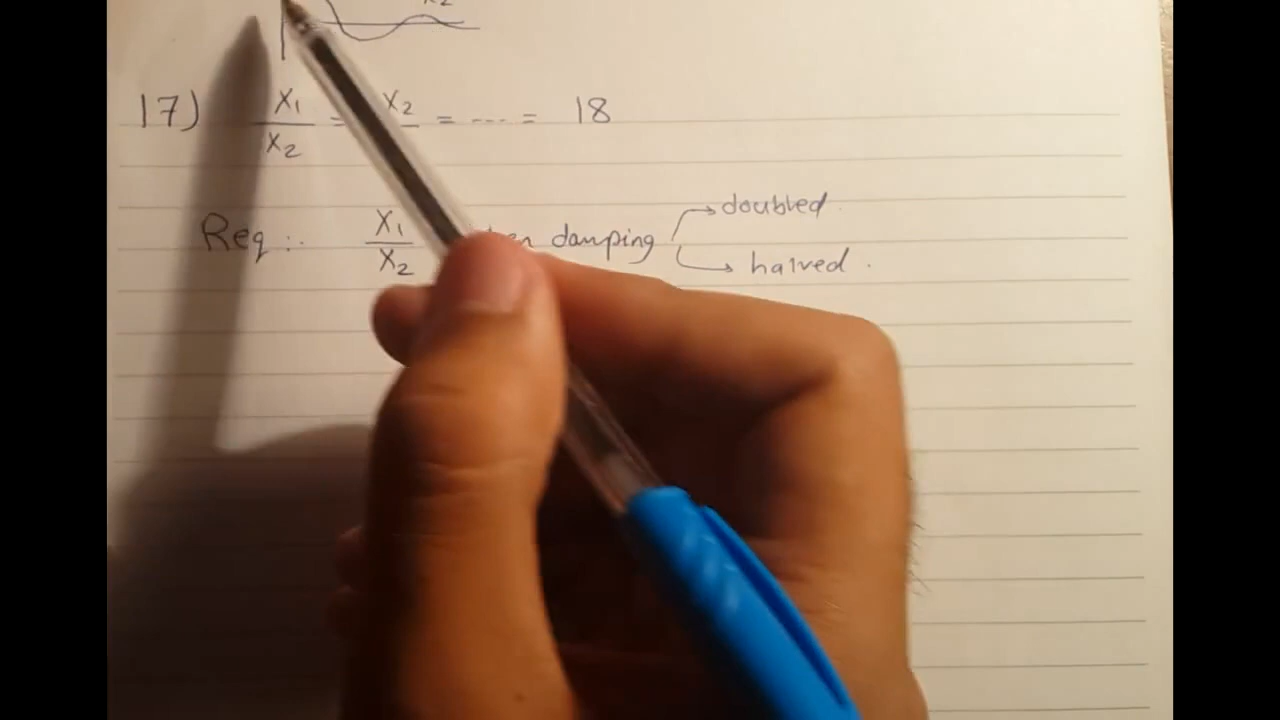 17) X₁/X₂ = X₂ = ---- = 18
Req :. X₁/X₂ damping → doubled.
→ halved.